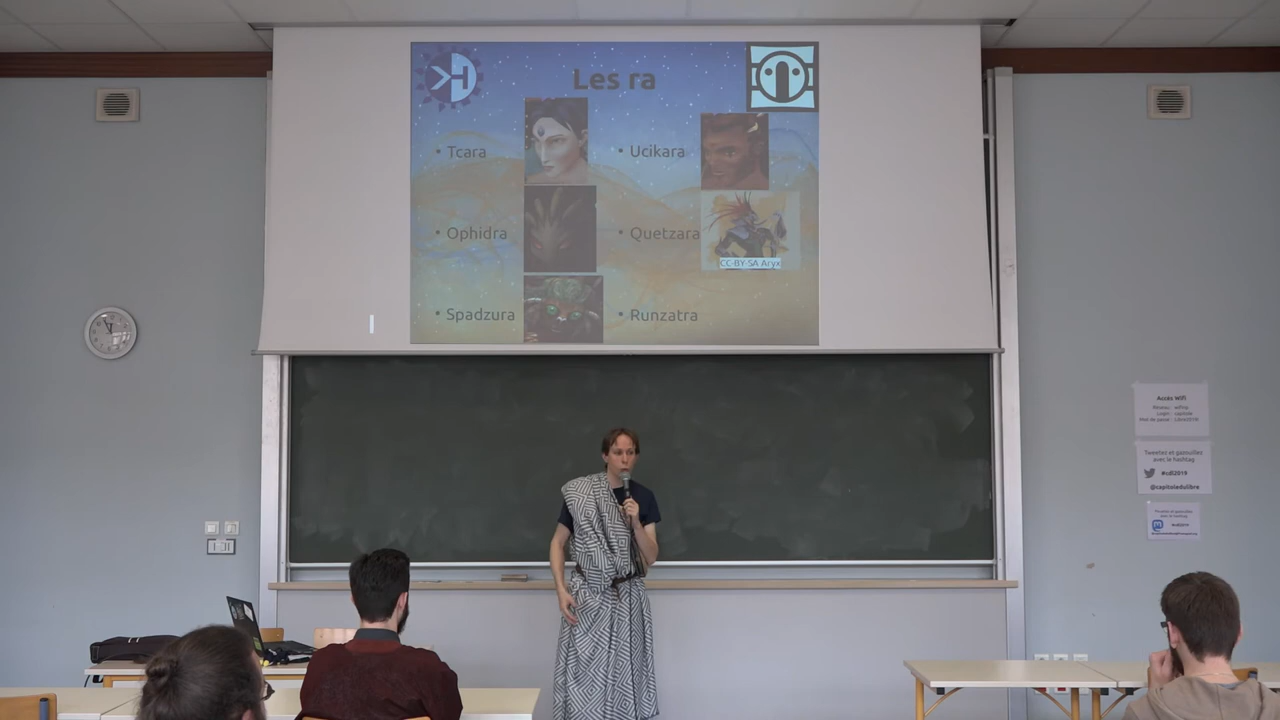 Les ra
• Tcara
• Ucikara
• Ophidra
• Quetzara
CC-BY-SA Aryx
• Spadzura
• Runzatra
Accès Wifi
Tweetez et gazouillez
avec le hashtag
#cdl2019
@capitoledulibre